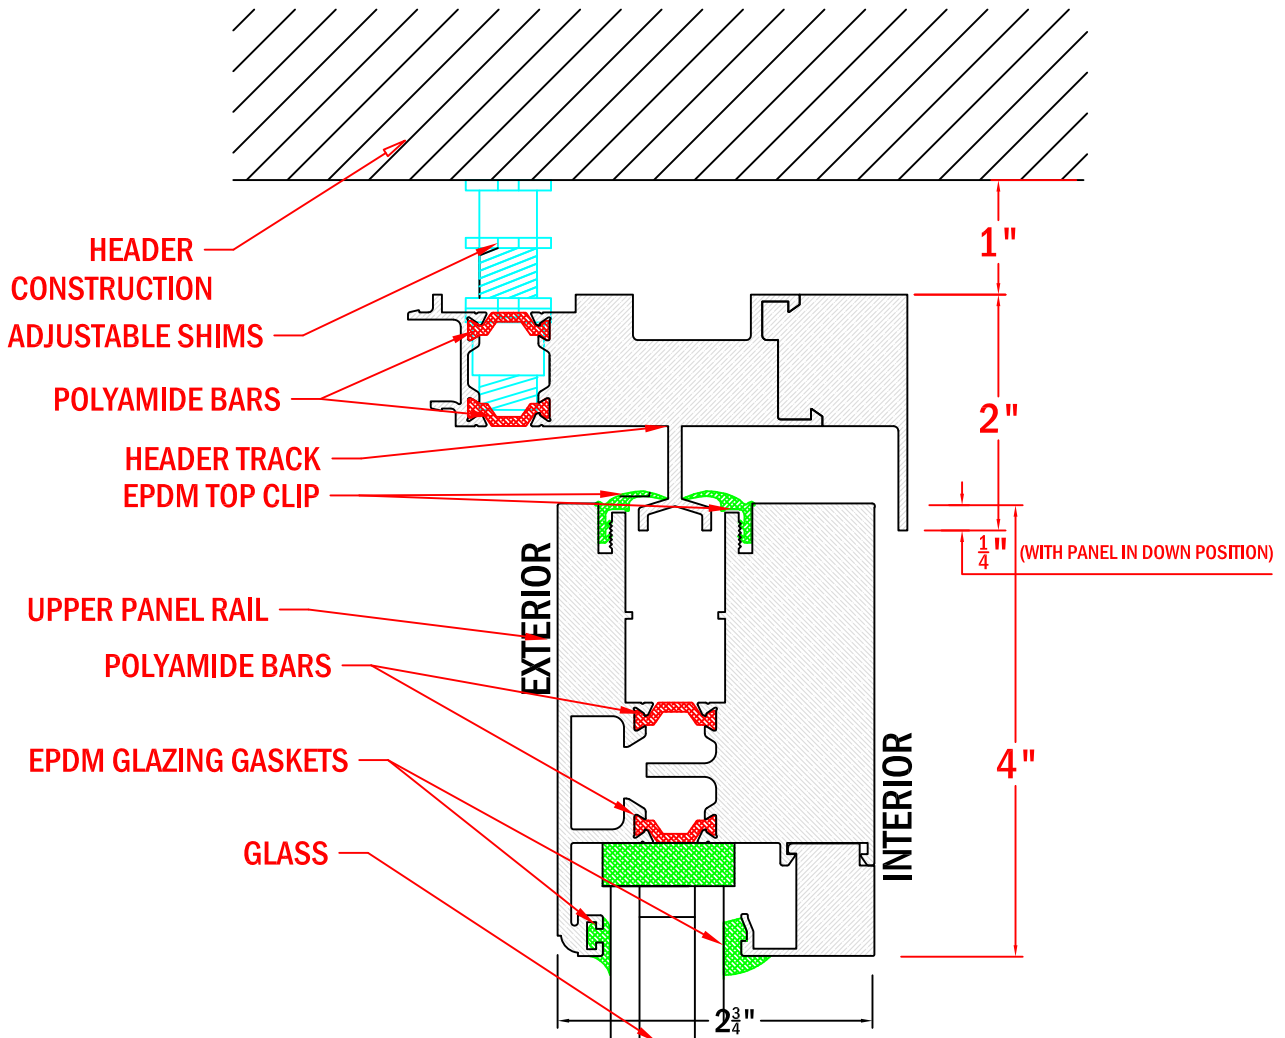 HEADER
CONSTRUCTION
1"
ADJUSTABLE SHIMS
POLYAMIDE BARS
2"
HEADER TRACK
EPDM TOP CLIP
1/4" (WITH PANEL IN DOWN POSITION)
EXTERIOR
UPPER PANEL RAIL
POLYAMIDE BARS
EPDM GLAZING GASKETS
4"
INTERIOR
GLASS
2 3/4"